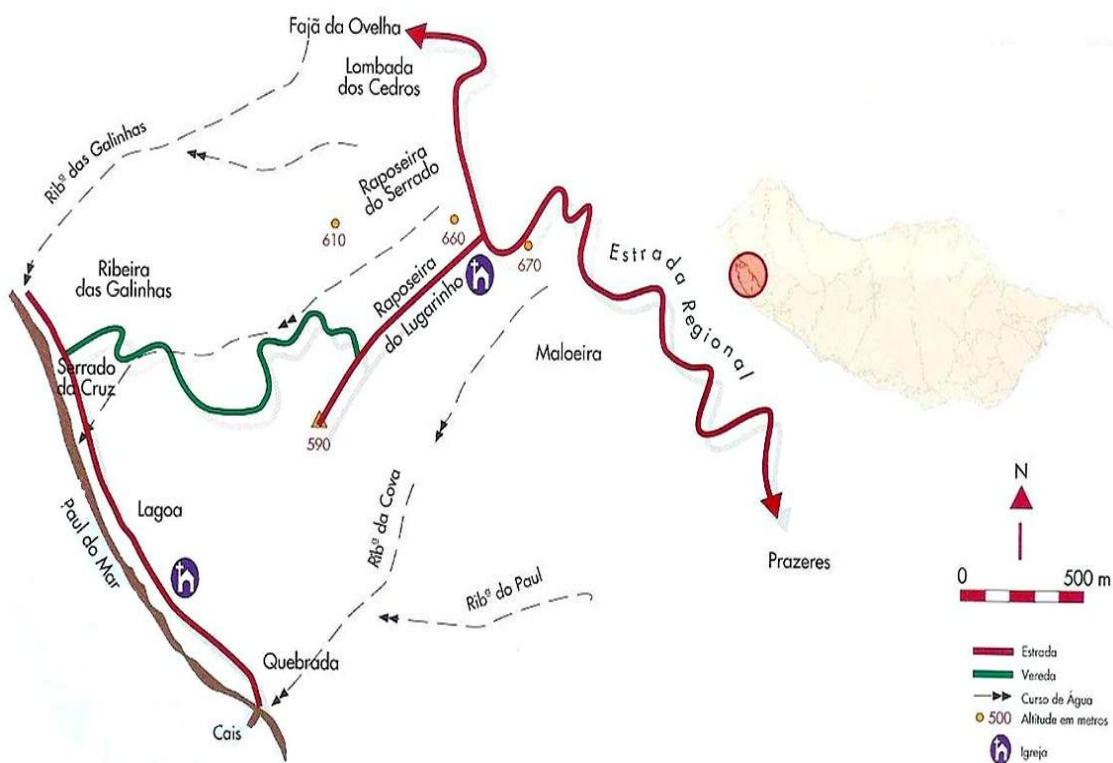 Fajã da Ovelha
Lombada
dos Cedros
Ribª das Galinhas
Raposeira
do Serrado
610
660
670
Estrada Regional
Ribeira
das Galinhas
Raposeira
do Lugarinho
Maloeira
Serrado
da Cruz
590
Lagoa
Paul do Mar
Ribª da Cova
Prazeres
Ribª do Paul
Quebrada
Cais
N
0 500 m
Estrada
Vereda
Curso de Água
500 Altitude em metros
Igreja